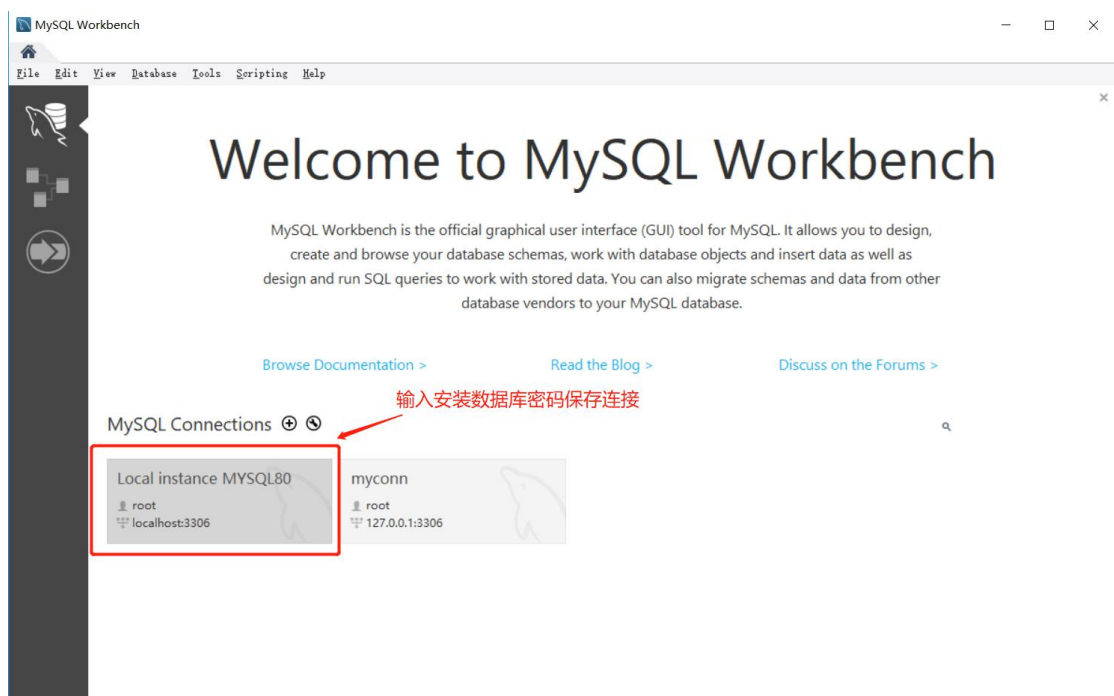 MySQL Workbench
File Edit View Database Tools Scripting Help
Welcome to MySQL Workbench
MySQL Workbench is the official graphical user interface (GUI) tool for MySQL. It allows you to design,
create and browse your database schemas, work with database objects and insert data as well as
design and run SQL queries to work with stored data. You can also migrate schemas and data from other
database vendors to your MySQL database.
Browse Documentation > Read the Blog > Discuss on the Forums >
输入安装数据库密码保存连接
MySQL Connections
Local instance MYSQL80 myconn
root root
localhost:3306 127.0.0.1:3306